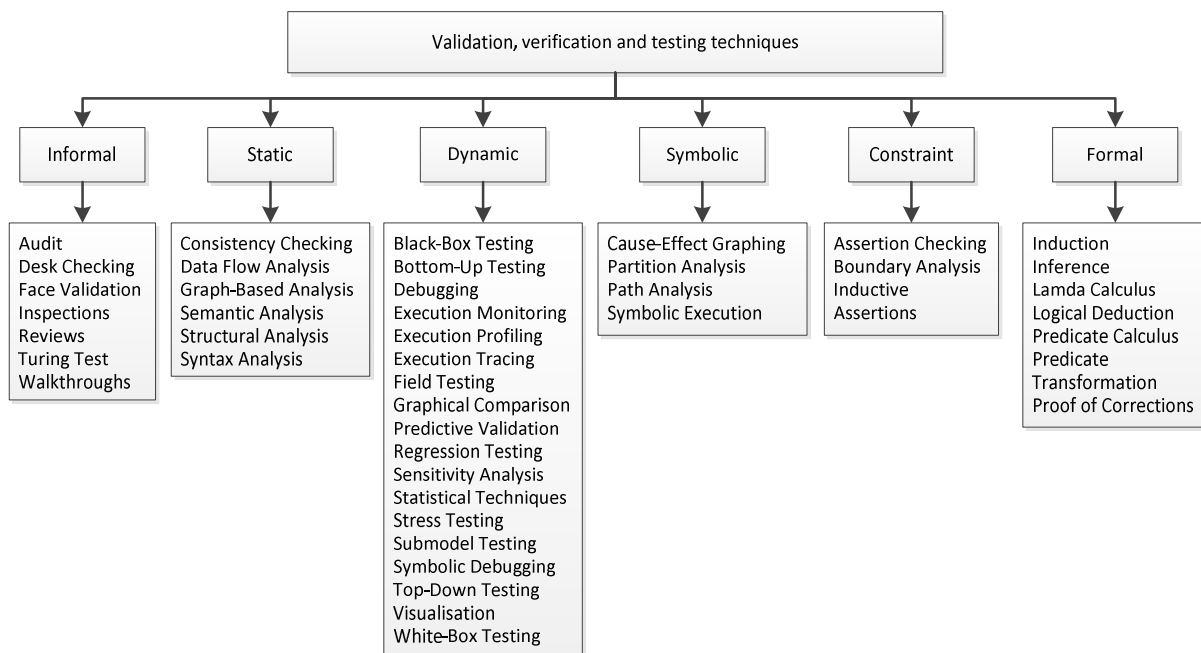 Validation, verification and testing techniques
Informal
Static
Dynamic
Symbolic
Constraint
Formal
Audit
Desk Checking
Face Validation
Inspections
Reviews
Turing Test
Walkthroughs
Consistency Checking
Data Flow Analysis
Graph-Based Analysis
Semantic Analysis
Structural Analysis
Syntax Analysis
Black-Box Testing
Bottom-Up Testing
Debugging
Execution Monitoring
Execution Profiling
Execution Tracing
Field Testing
Graphical Comparison
Predictive Validation
Regression Testing
Sensitivity Analysis
Statistical Techniques
Stress Testing
Submodel Testing
Symbolic Debugging
Top-Down Testing
Visualisation
White-Box Testing
Cause-Effect Graphing
Partition Analysis
Path Analysis
Symbolic Execution
Assertion Checking
Boundary Analysis
Inductive
Assertions
Induction
Inference
Lamda Calculus
Logical Deduction
Predicate Calculus
Predicate
Transformation
Proof of Corrections